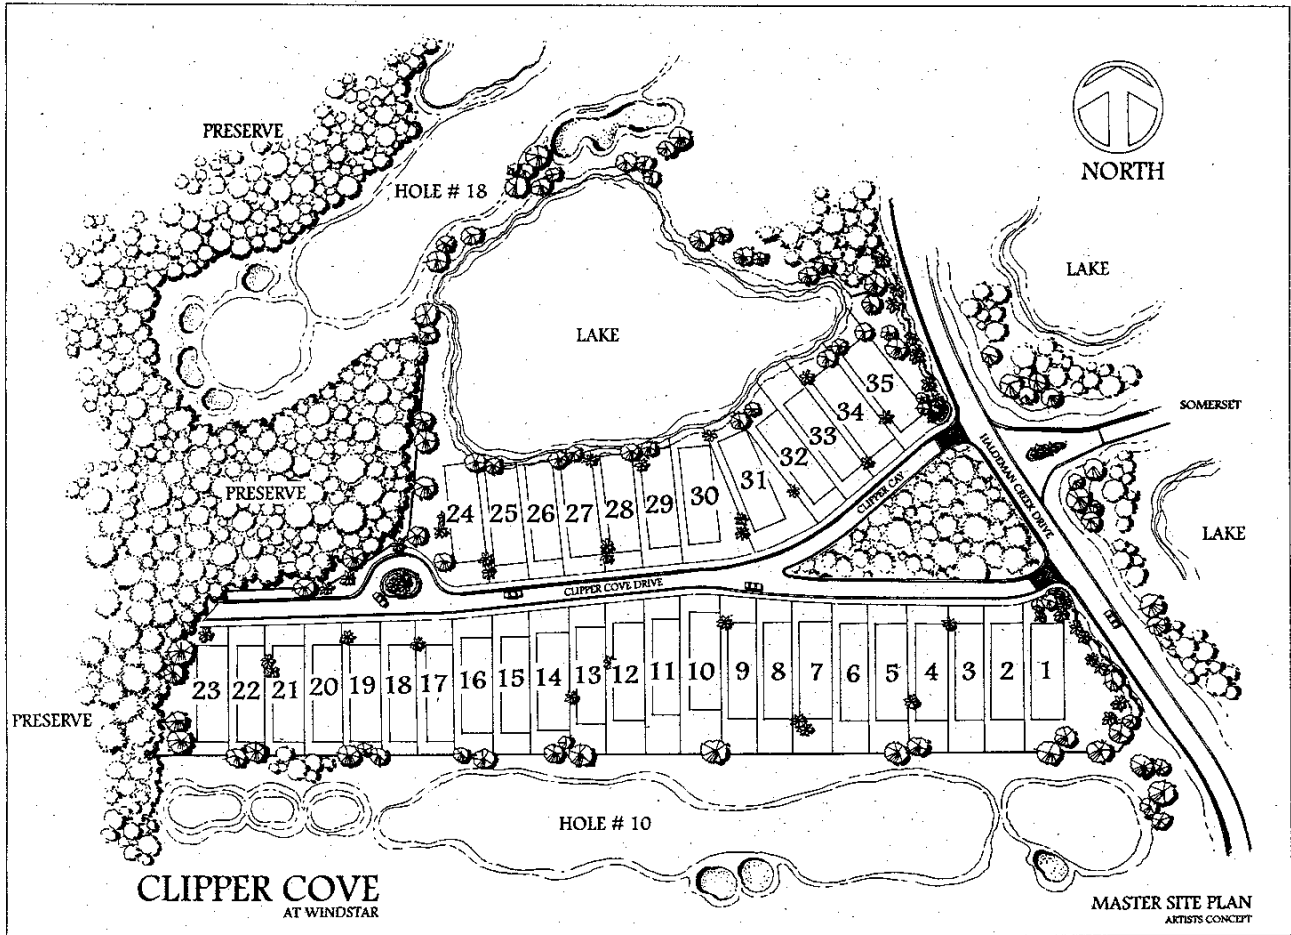 PRESERVE
NORTH
HOLE # 18
LAKE
LAKE
35
SOMERSET
34
33
32
31
30
29
28
27
26
25
24
PRESERVE
CLIPPER CAY
HALDEMAN CREEK DRIVE
LAKE
CLIPPER COVE DRIVE
23
22
21
20
19
18
17
16
15
14
13
12
11
10
9
8
7
6
5
4
3
2
1
PRESERVE
HOLE # 10
CLIPPER COVE
AT WINDSTAR
MASTER SITE PLAN
ARTISTS CONCEPT